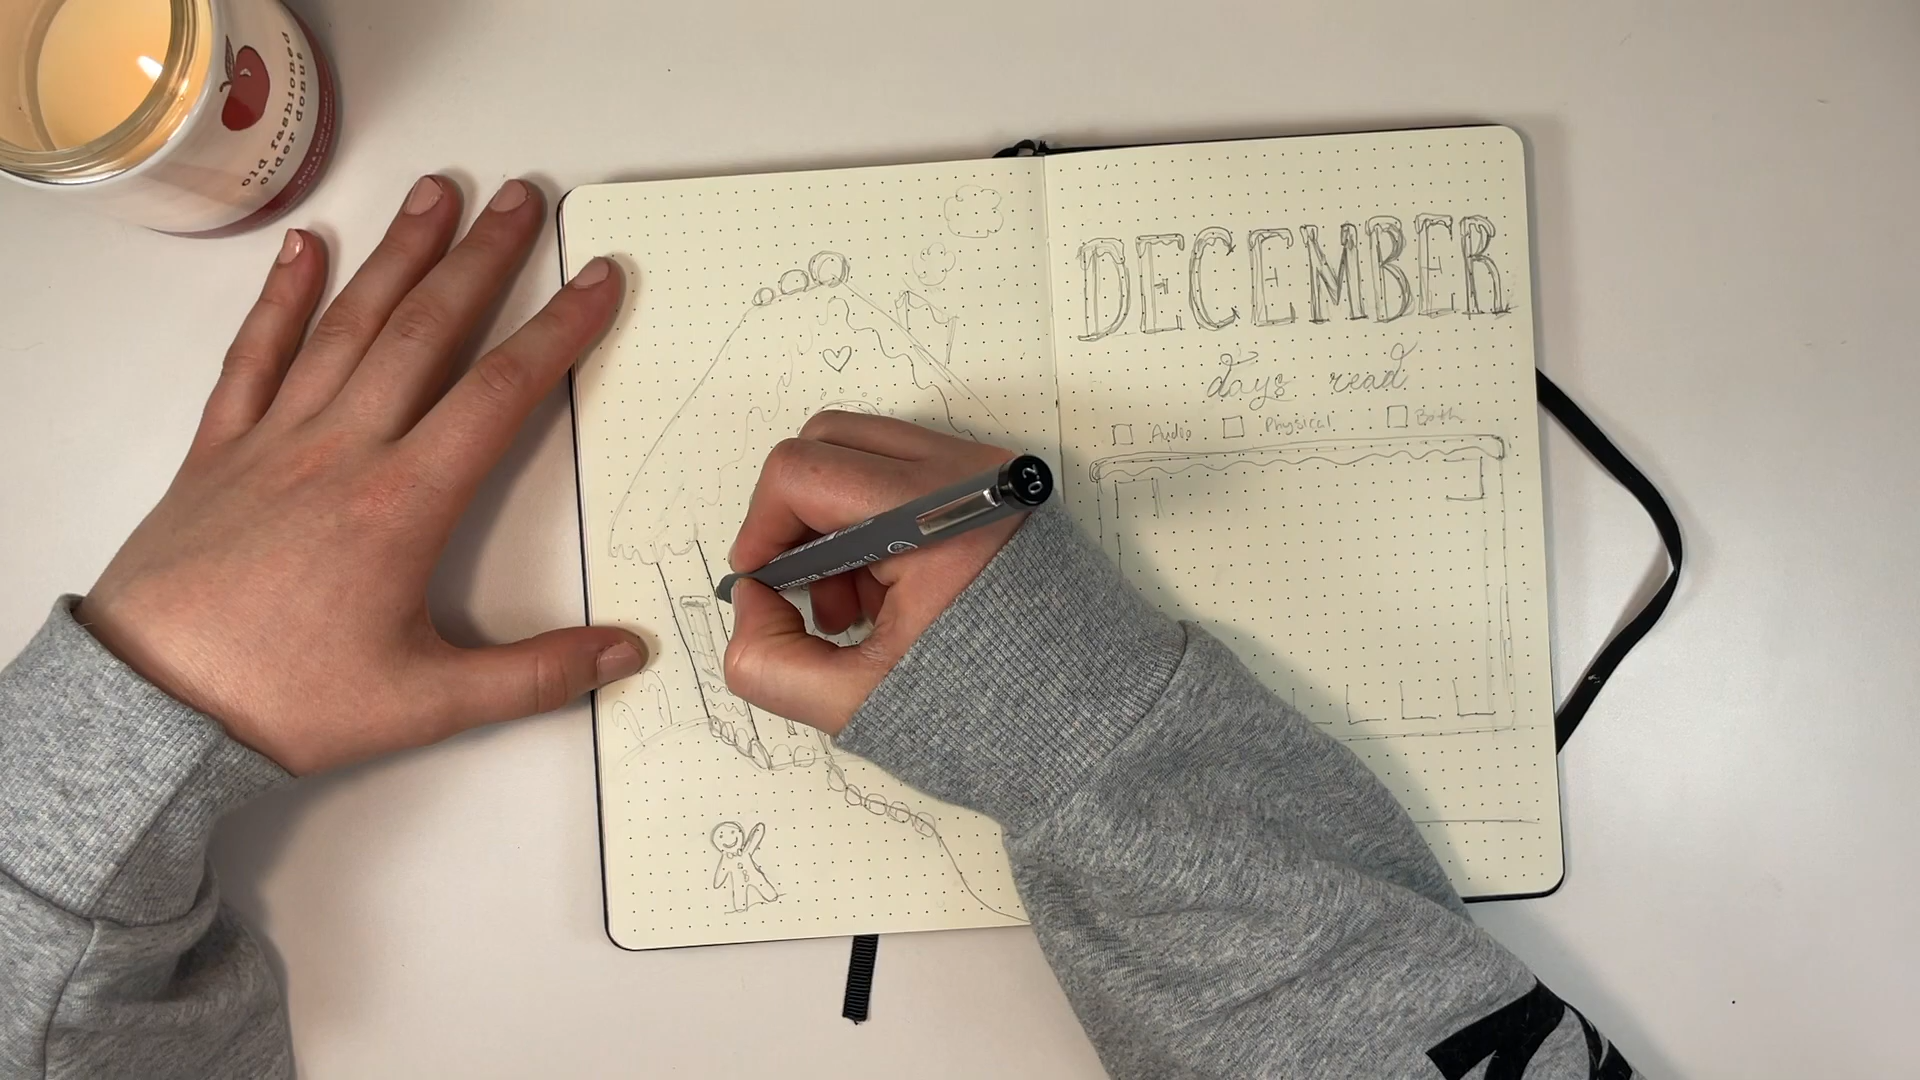 old fashioned
cider donut
DECEMBER
days read
Audio Physical Both
0.2